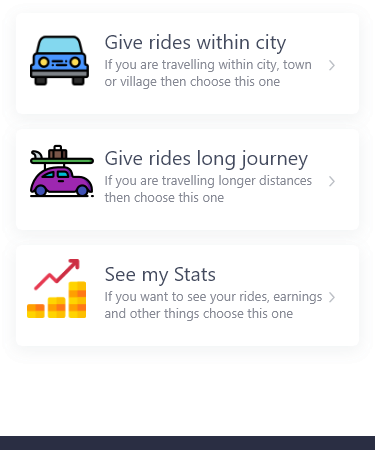 Give rides within city
If you are travelling within city, town
or village then choose this one
Give rides long journey
If you are travelling longer distances
then choose this one
See my Stats
If you want to see your rides, earnings
and other things choose this one